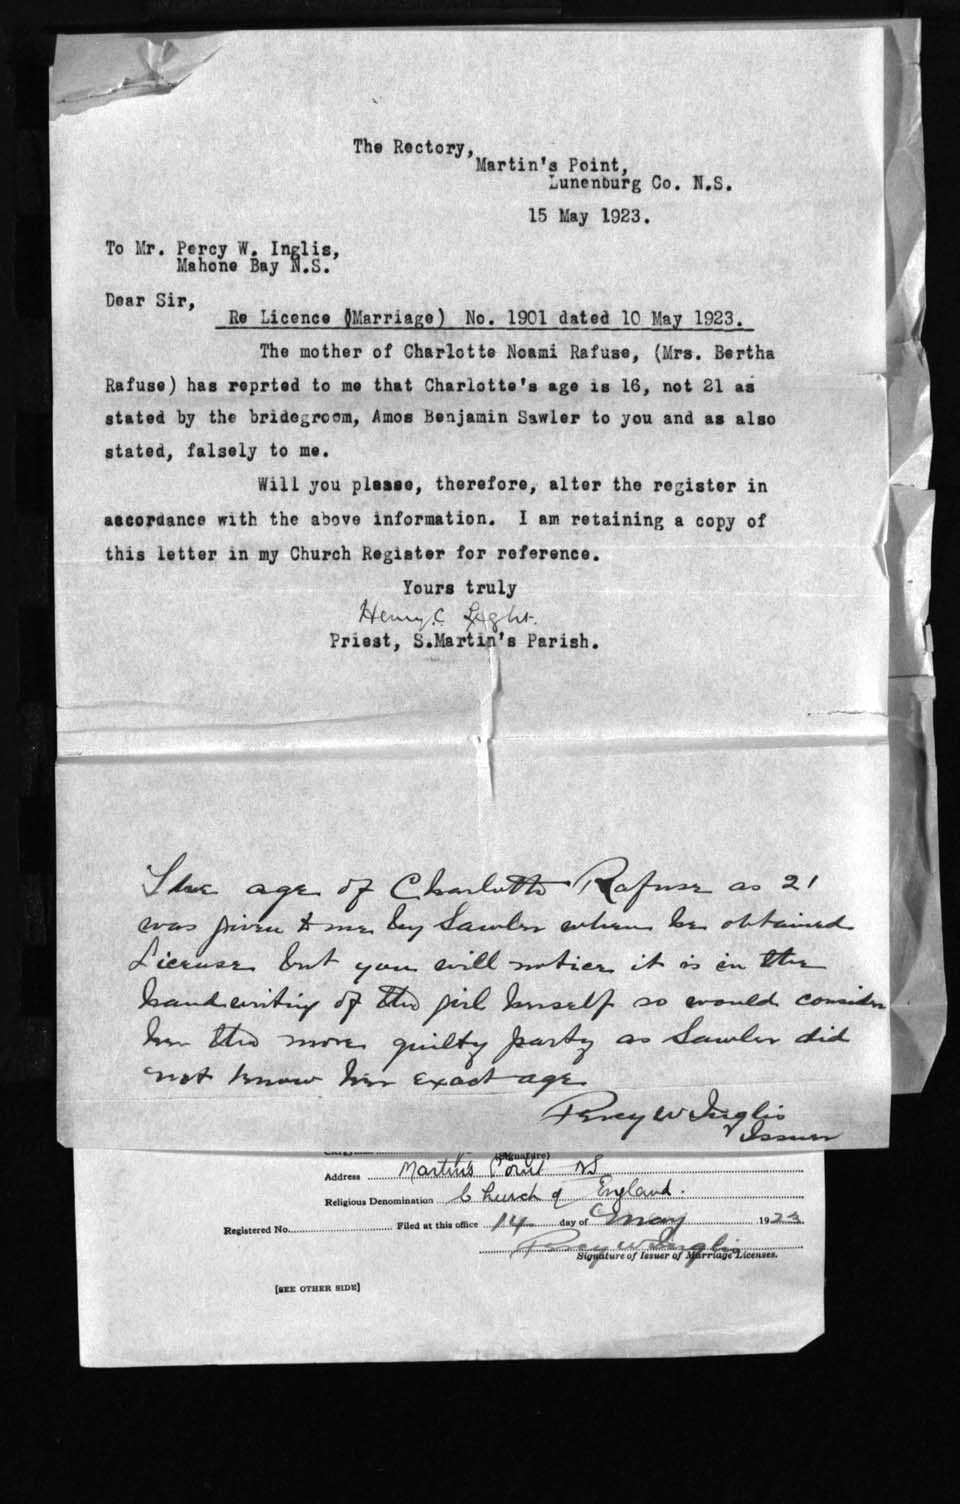 The Rectory,
Martin's Point,
Lunenburg Co. N.S.
15 May 1923.
To Mr. Percy W. Inglis,
Mahone Bay N.S.
Dear Sir,
Re Licence (Marriage) No. 1901 dated 10 May 1923.
The mother of Charlotte Noami Rafuse, (Mrs. Bertha
Rafuse) has reprted to me that Charlotte's age is 16, not 21 as
stated by the bridegroom, Amos Benjamin Sawler to you and as also
stated, falsely to me.
Will you please, therefore, alter the register in
accordance with the above information. I am retaining a copy of
this letter in my Church Register for reference.
Yours truly
Henry C. Light.
Priest, S.Martin's Parish.
The age of Charlotte Rafuse as 21
was given to me by Sawler when he obtained
License but you will notice it is in the
handwriting of the girl herself so would consider
her the more guilty party as Sawler did
not know her exact age
Percy W Inglis
Issuer
(Signature)
Address Martin's Point NS
Religious Denomination Church of England.
Registered No. Filed at this office 14 day of May 1923
Percy W Inglis
Signature of Issuer of Marriage Licenses.
[SEE OTHER SIDE]